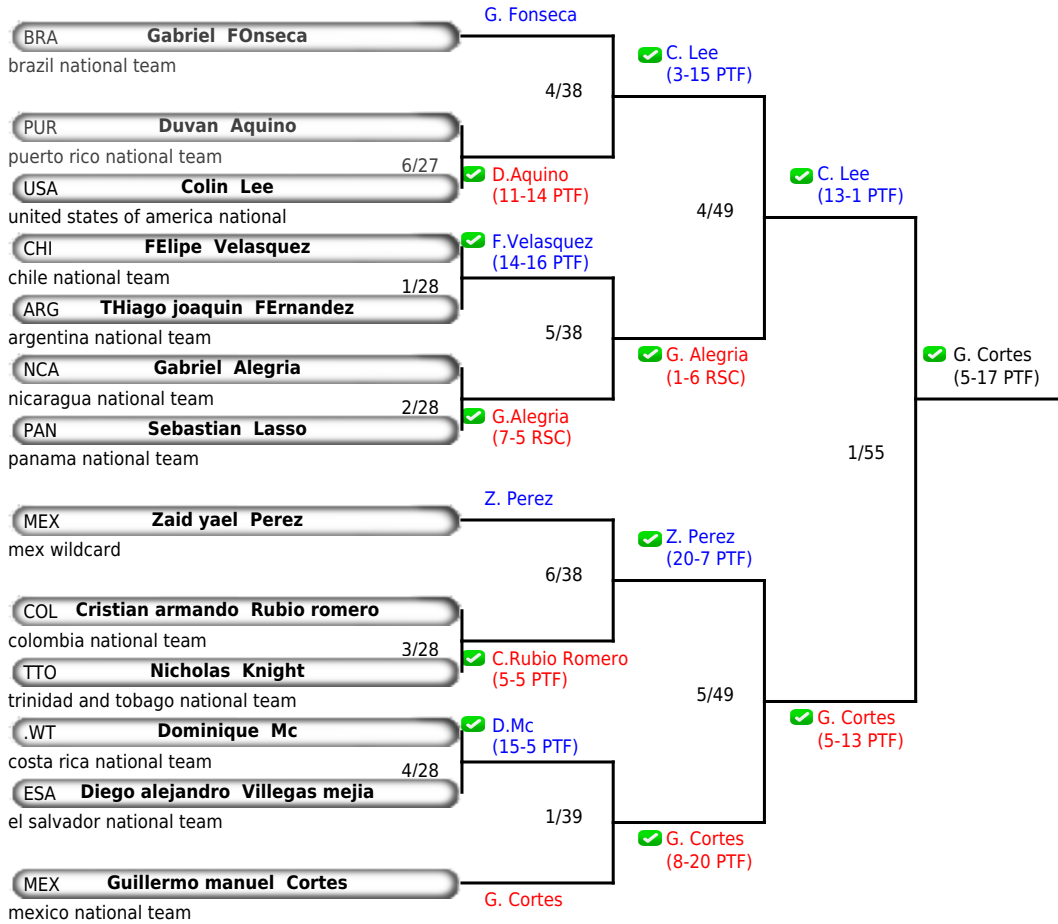 G. Fonseca
BRA Gabriel FOnseca
brazil national team
C. Lee
(3-15 PTF)
4/38
PUR Duvan Aquino
puerto rico national team
6/27
D.Aquino
(11-14 PTF)
USA Colin Lee
united states of america national
C. Lee
(13-1 PTF)
4/49
CHI FElipe Velasquez
chile national team
F.Velasquez
(14-16 PTF)
1/28
ARG THiago joaquin FErnandez
argentina national team
5/38
G. Alegria
(1-6 RSC)
G. Cortes
(5-17 PTF)
NCA Gabriel Alegria
nicaragua national team
2/28
G.Alegria
(7-5 RSC)
PAN Sebastian Lasso
panama national team
1/55
Z. Perez
MEX Zaid yael Perez
mex wildcard
Z. Perez
(20-7 PTF)
6/38
COL Cristian armando Rubio romero
colombia national team
3/28
C.Rubio Romero
(5-5 PTF)
TTO Nicholas Knight
trinidad and tobago national team
5/49
G. Cortes
(5-13 PTF)
.WT Dominique Mc
costa rica national team
D.Mc
(15-5 PTF)
4/28
ESA Diego alejandro Villegas mejia
el salvador national team
1/39
G. Cortes
(8-20 PTF)
MEX Guillermo manuel Cortes
mexico national team
G. Cortes